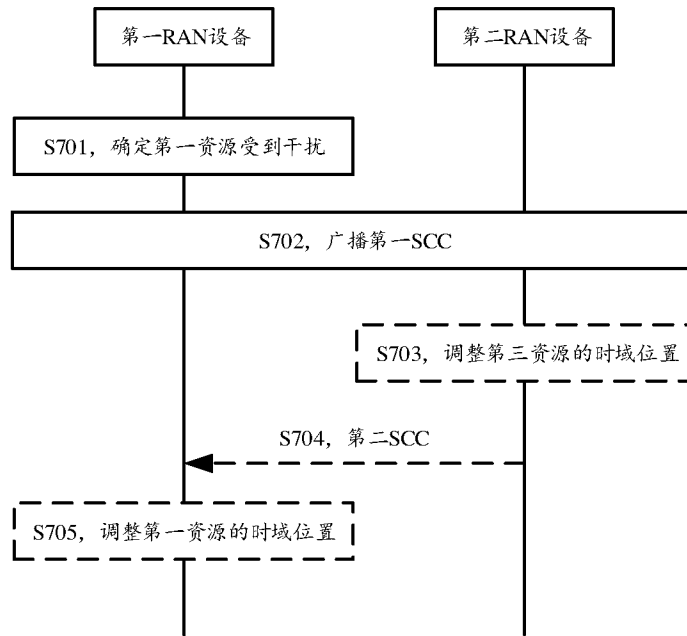 第一RAN设备
第二RAN设备
S701，确定第一资源受到干扰
S702，广播第一SCC
S703，调整第三资源的时域位置
S704，第二SCC
S705，调整第一资源的时域位置